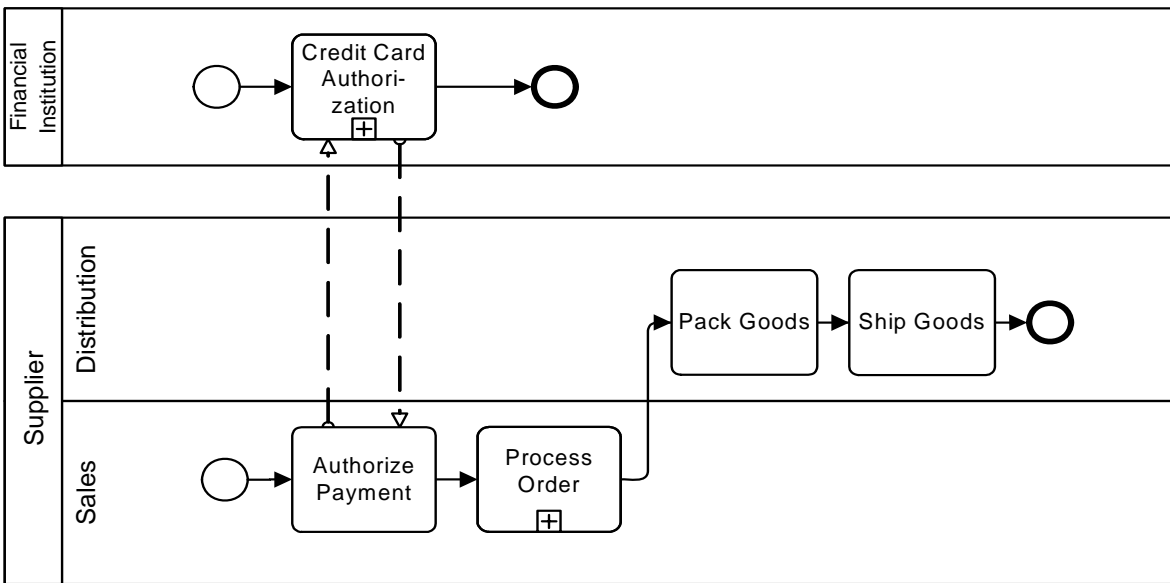 Financial
Institution
Credit Card
Authori-
zation
Supplier
Distribution
Pack Goods
Ship Goods
Sales
Authorize
Payment
Process
Order